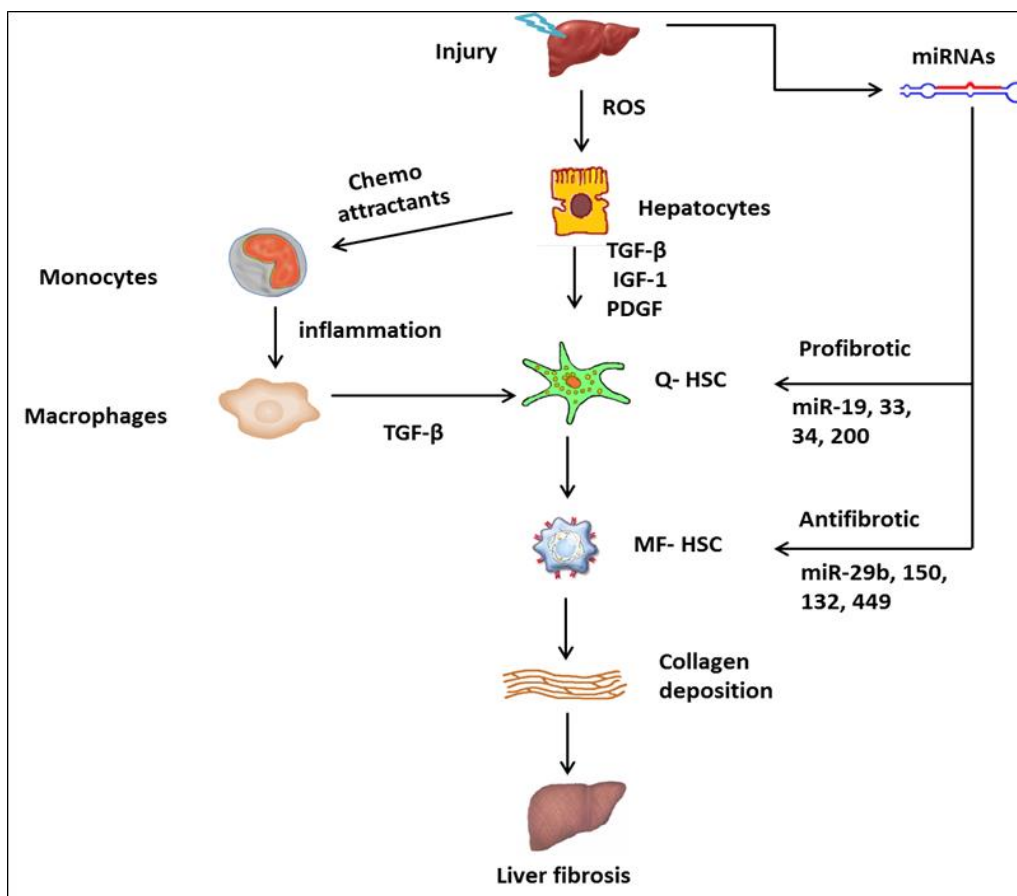 Injury
miRNAs
ROS
Chemo
attractants
Hepatocytes
TGF-β
IGF-1
PDGF
Monocytes
inflammation
Profibrotic
Q- HSC
miR-19, 33,
34, 200
Macrophages
TGF-β
Antifibrotic
MF- HSC
miR-29b, 150,
132, 449
Collagen
deposition
Liver fibrosis